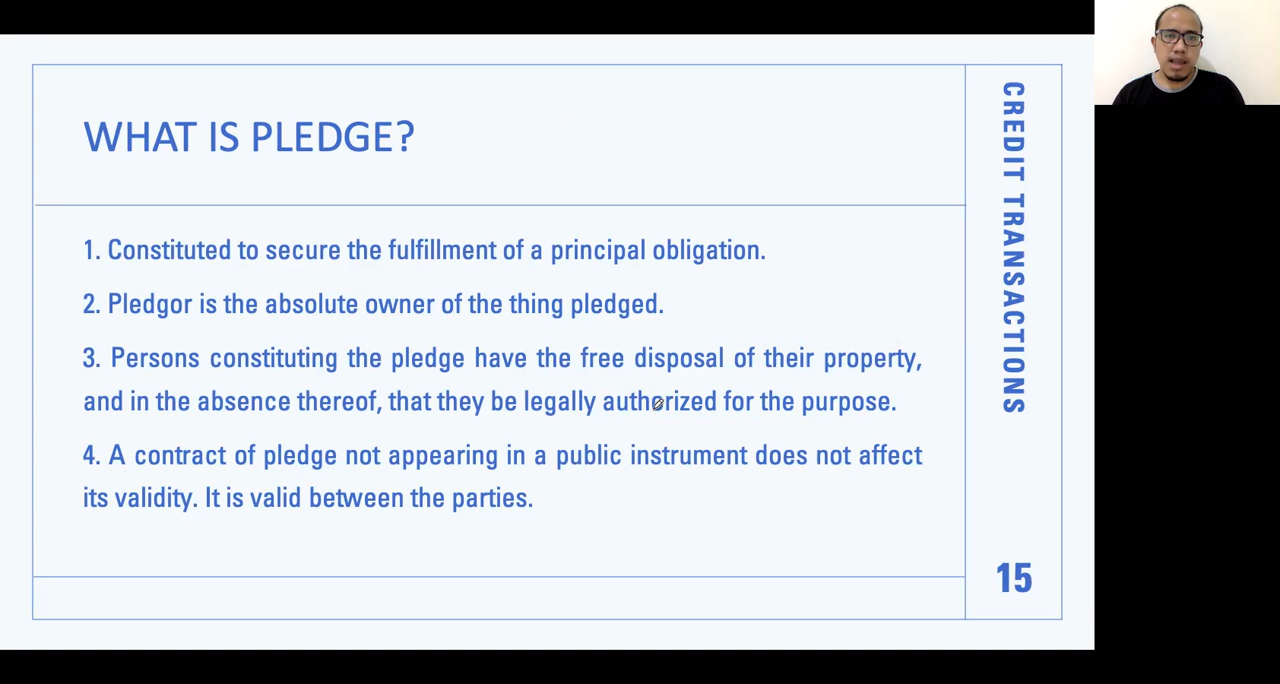 WHAT IS PLEDGE?
1. Constituted to secure the fulfillment of a principal obligation.
2. Pledgor is the absolute owner of the thing pledged.
3. Persons constituting the pledge have the free disposal of their property,
and in the absence thereof, that they be legally authorized for the purpose.
4. A contract of pledge not appearing in a public instrument does not affect
its validity. It is valid between the parties.
CREDIT TRANSACTIONS
15